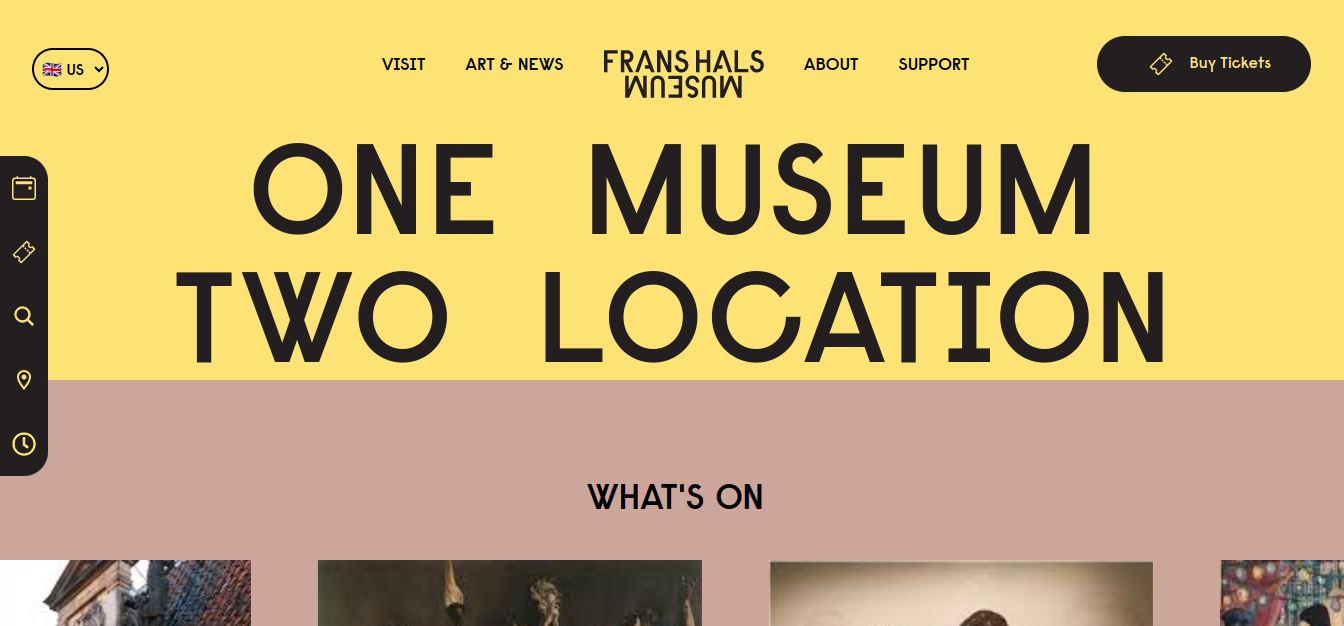 🇬🇧 US
VISIT
ART & NEWS
FRANS HALS
MUSEUM
ABOUT
SUPPORT
Buy Tickets
ONE MUSEUM
TWO LOCATION
WHAT'S ON